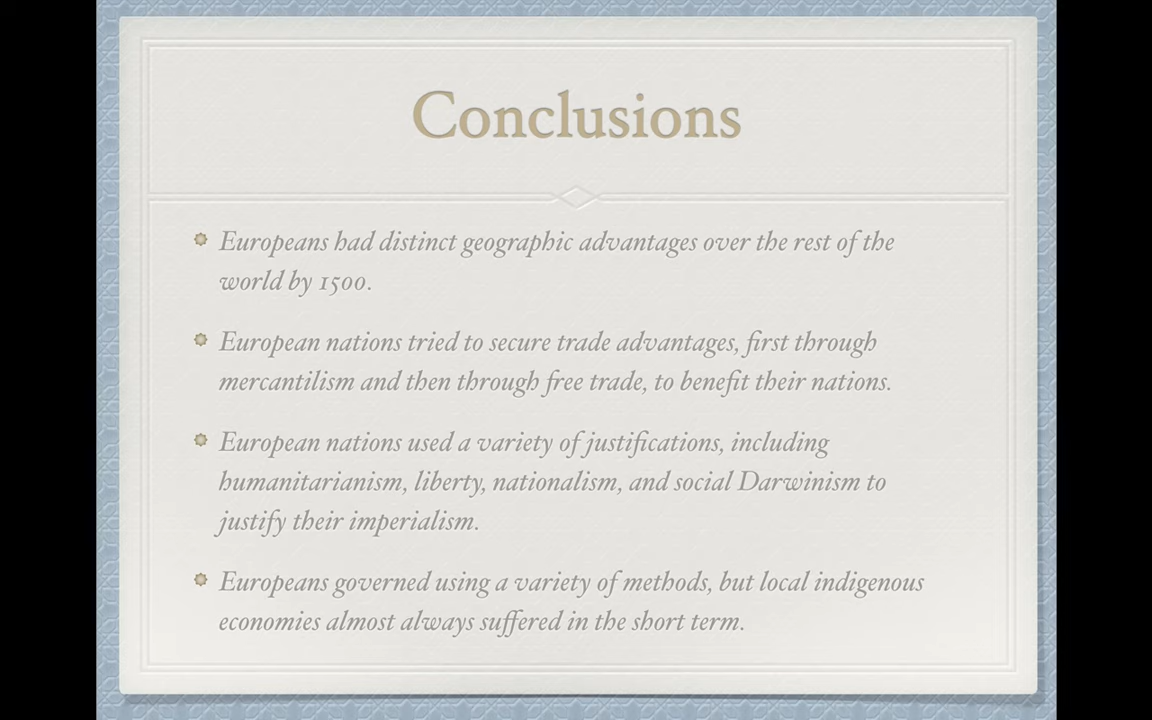 Conclusions
Europeans had distinct geographic advantages over the rest of the
world by 1500.
European nations tried to secure trade advantages, first through
mercantilism and then through free trade, to benefit their nations.
European nations used a variety of justifications, including
humanitarianism, liberty, nationalism, and social Darwinism to
justify their imperialism.
Europeans governed using a variety of methods, but local indigenous
economies almost always suffered in the short term.